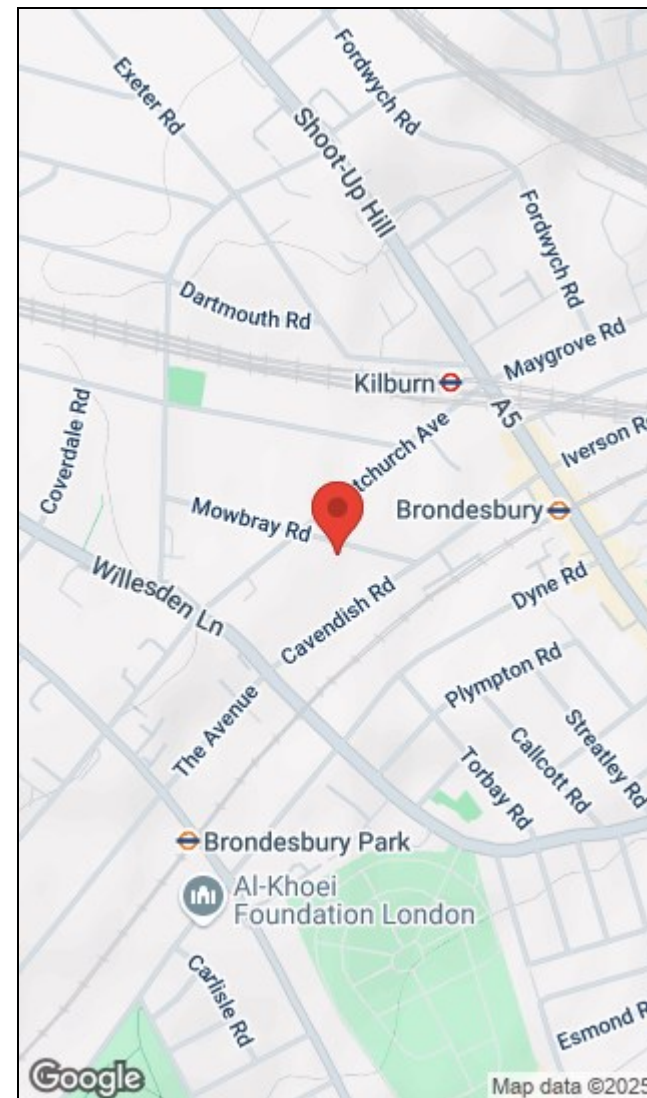 Fordwych Rd
Exeter Rd
Shoot-Up Hill
Fordwych Rd
Dartmouth Rd
Maygrove Rd
Kilburn
A5
tchurch Ave
Iverson R
Coverdale Rd
Mowbray Rd
Brondesbury
Willesden Ln
Cavendish Rd
Dyne Rd
Plympton Rd
The Avenue
Streatley Rd
Callcott Rd
Torbay Rd
Brondesbury Park
Al-Khoei
Foundation London
Carlisle Rd
Esmond R
Google
Map data ©2025